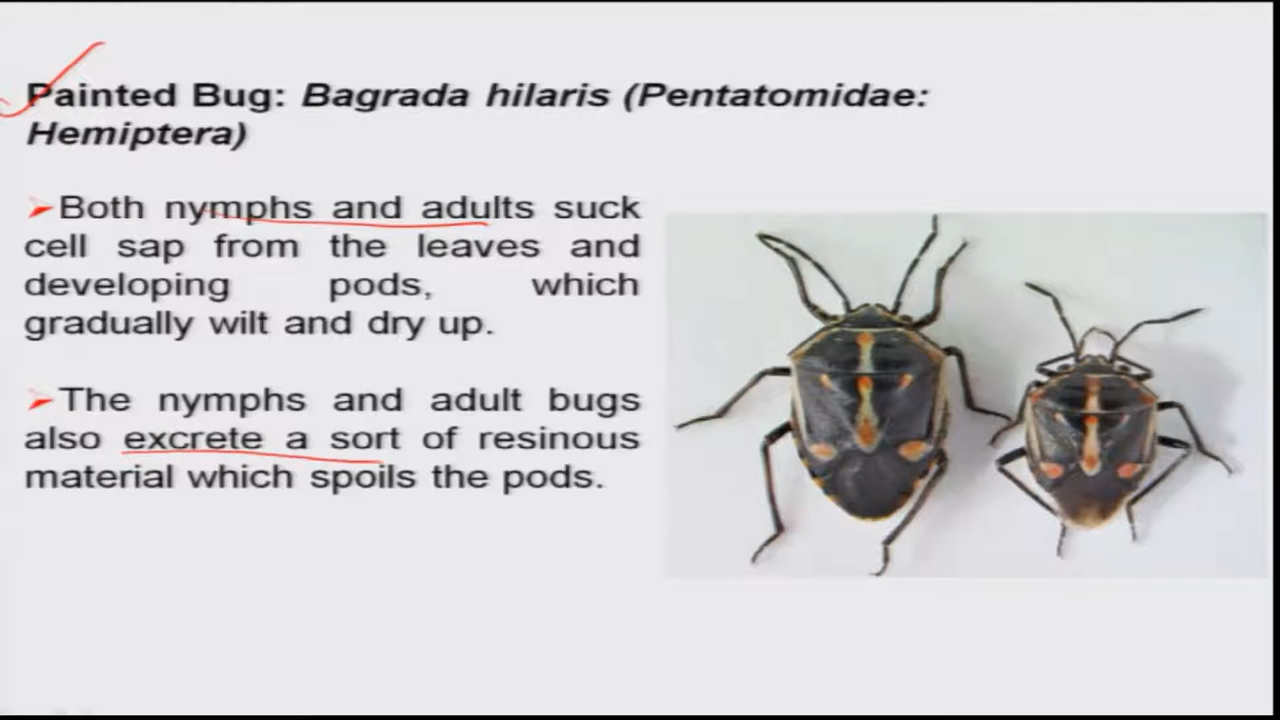 Painted Bug: Bagrada hilaris (Pentatomidae:
Hemiptera)
➤Both nymphs and adults suck
cell sap from the leaves and
developing pods, which
gradually wilt and dry up.
➤The nymphs and adult bugs
also excrete a sort of resinous
material which spoils the pods.